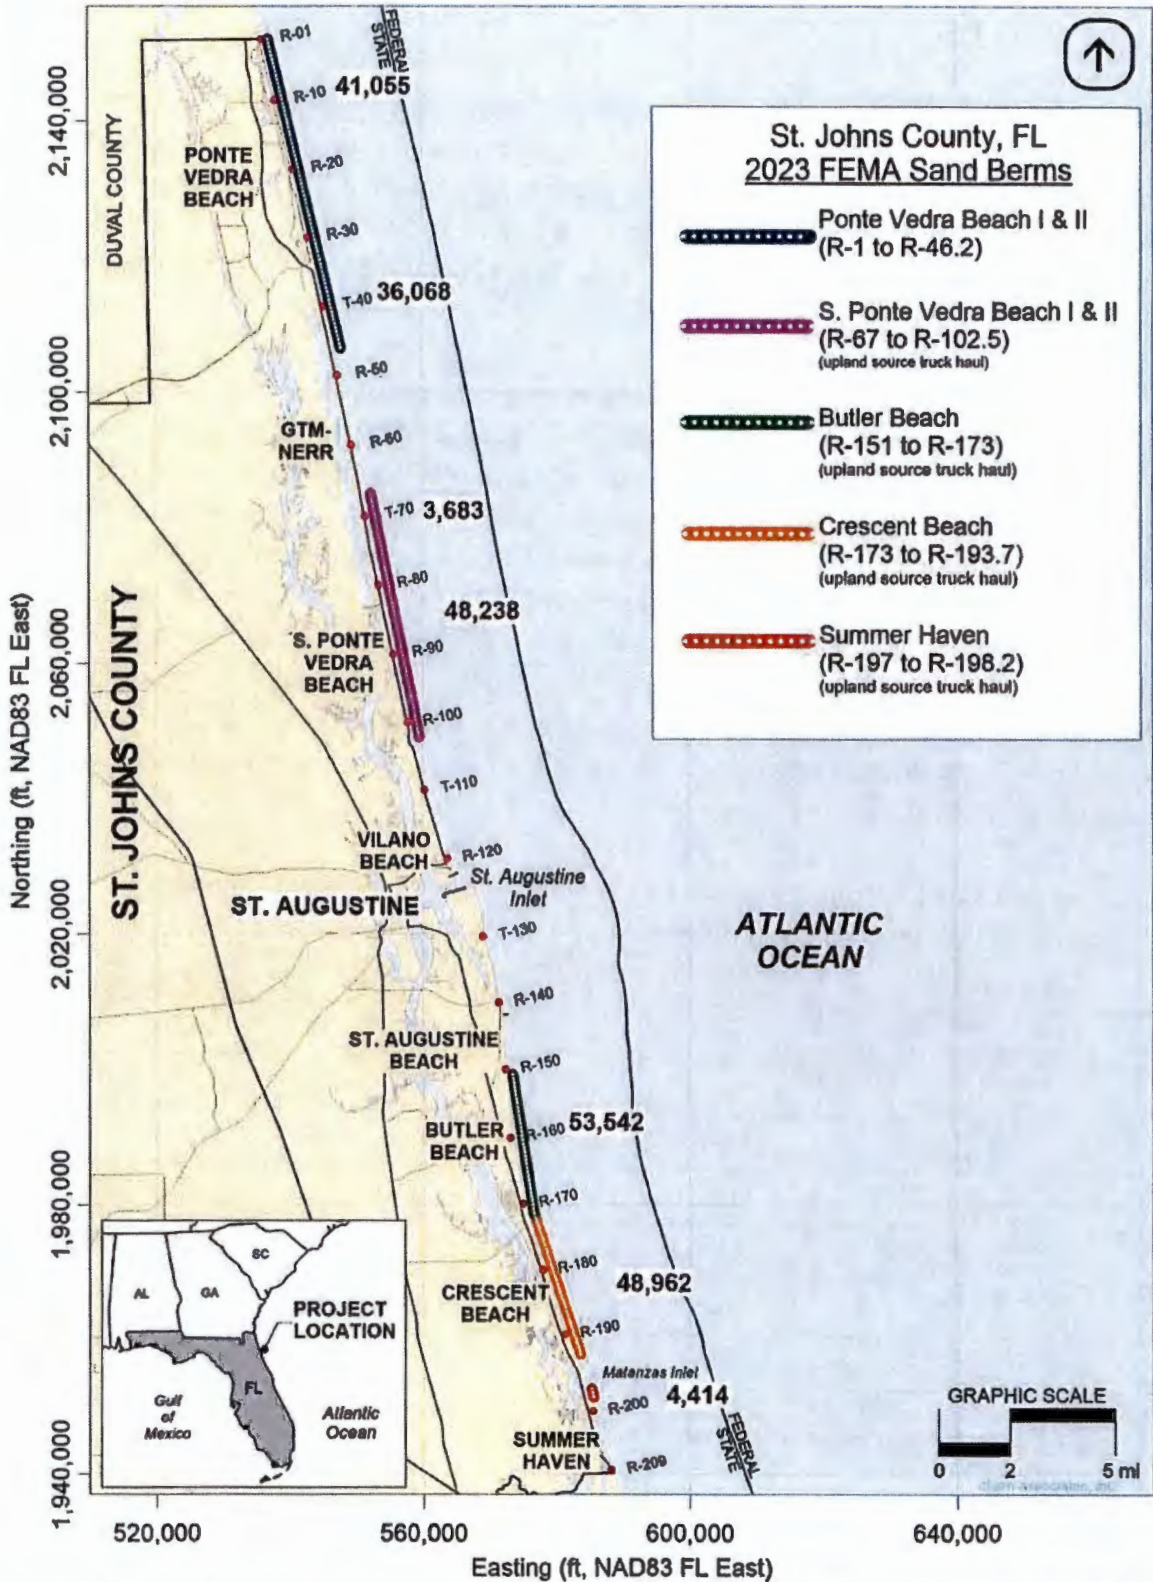 FEDERAL
STATE
St. Johns County, FL
2023 FEMA Sand Berms
Ponte Vedra Beach I & II
(R-1 to R-46.2)
S. Ponte Vedra Beach I & II
(R-67 to R-102.5)
(upland source truck haul)
Butler Beach
(R-151 to R-173)
(upland source truck haul)
Crescent Beach
(R-173 to R-193.7)
(upland source truck haul)
Summer Haven
(R-197 to R-198.2)
(upland source truck haul)
R-01
R-10
41,055
R-20
R-30
T-40
36,068
R-50
R-60
T-70
3,683
R-80
48,238
R-90
R-100
T-110
R-120
T-130
R-140
R-150
R-160
53,542
R-170
R-180
48,962
R-190
R-200
4,414
R-209
DUVAL COUNTY
PONTE
VEDRA
BEACH
GTM-
NERR
ST. JOHNS COUNTY
S. PONTE
VEDRA
BEACH
VILANO
BEACH
St. Augustine
Inlet
ST. AUGUSTINE
ATLANTIC
OCEAN
ST. AUGUSTINE
BEACH
BUTLER
BEACH
CRESCENT
BEACH
Matanzas Inlet
SUMMER
HAVEN
FEDERAL
STATE
AL
GA
SC
PROJECT
LOCATION
FL
Gulf
of
Mexico
Atlantic
Ocean
GRAPHIC SCALE
0 2 5 mi
Northing (ft, NAD83 FL East)
2,140,000
2,100,000
2,060,000
2,020,000
1,980,000
1,940,000
520,000
560,000
600,000
640,000
Easting (ft, NAD83 FL East)